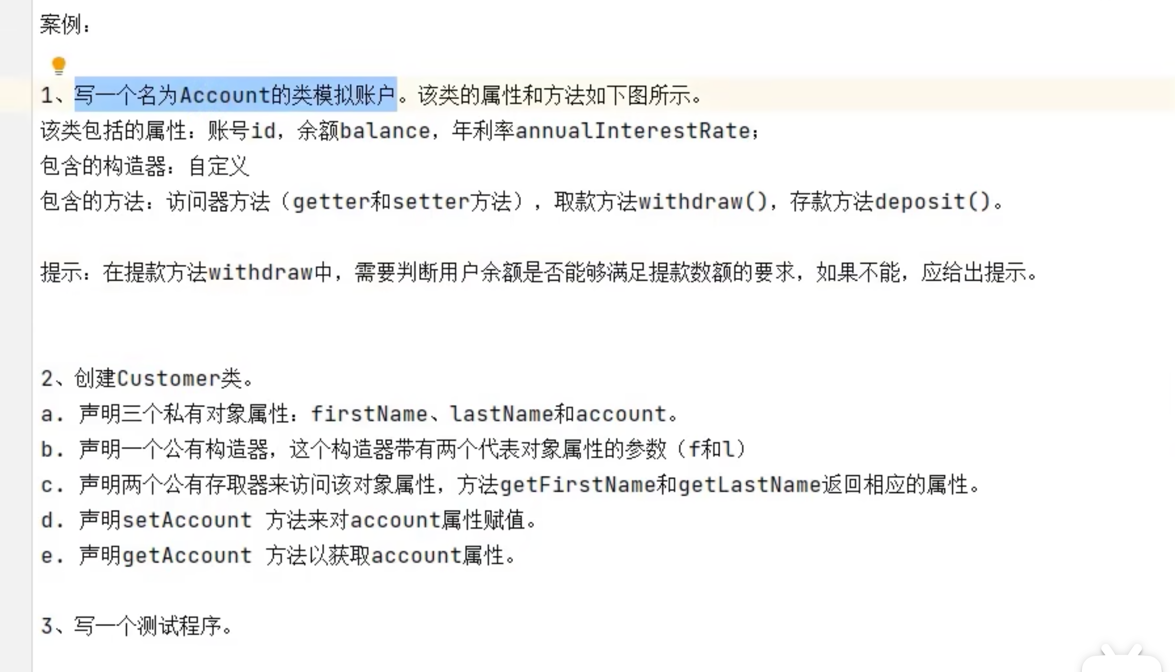 案例：
1、写一个名为Account的类模拟账户。该类的属性和方法如下图所示。
该类包括的属性：账号id，余额balance，年利率annualInterestRate；
包含的构造器：自定义
包含的方法：访问器方法（getter和setter方法），取款方法withdraw()，存款方法deposit()。
提示：在提款方法withdraw中，需要判断用户余额是否能够满足提款数额的要求，如果不能，应给出提示。
2、创建Customer类。
a. 声明三个私有对象属性：firstName、lastName和account。
b. 声明一个公有构造器，这个构造器带有两个代表对象属性的参数（f和l）
c. 声明两个公有存取器来访问该对象属性，方法getFirstName和getLastName返回相应的属性。
d. 声明setAccount 方法来对account属性赋值。
e. 声明getAccount 方法以获取account属性。
3、写一个测试程序。